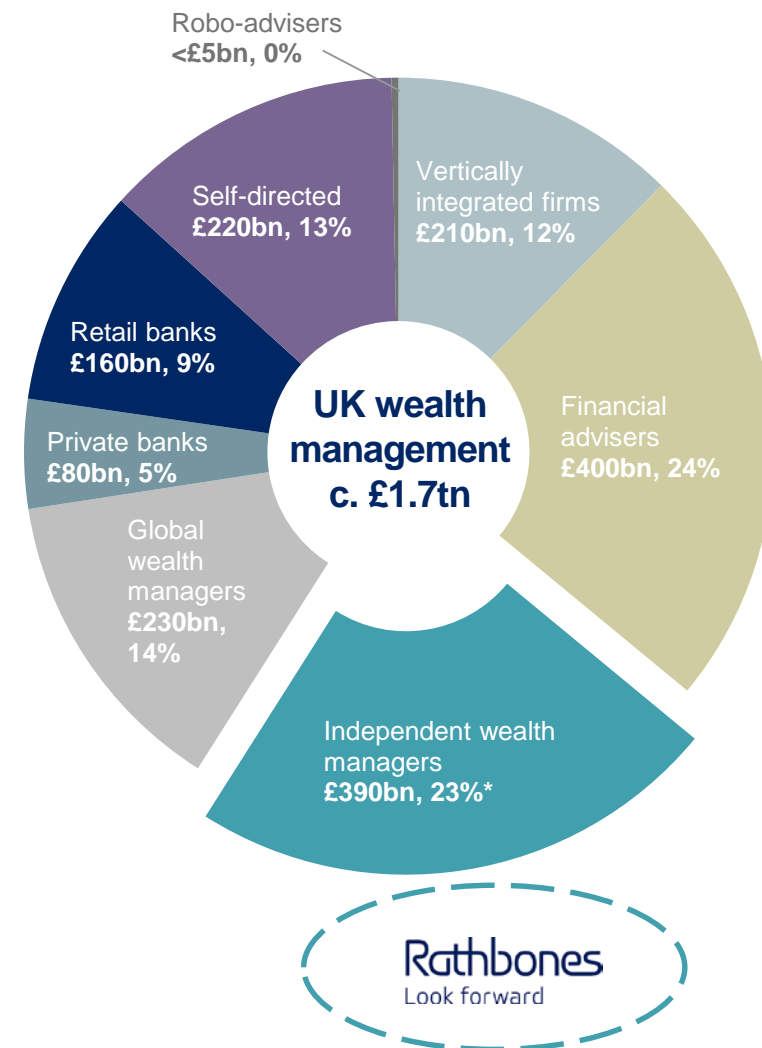 Robo-advisers
<£5bn, 0%
Vertically
integrated firms
£210bn, 12%
Self-directed
£220bn, 13%
Retail banks
£160bn, 9%
Financial
advisers
£400bn, 24%
UK wealth
management
c. £1.7tn
Private banks
£80bn, 5%
Global
wealth
managers
£230bn,
14%
Independent wealth
managers
£390bn, 23%*
Rathbones
Look forward